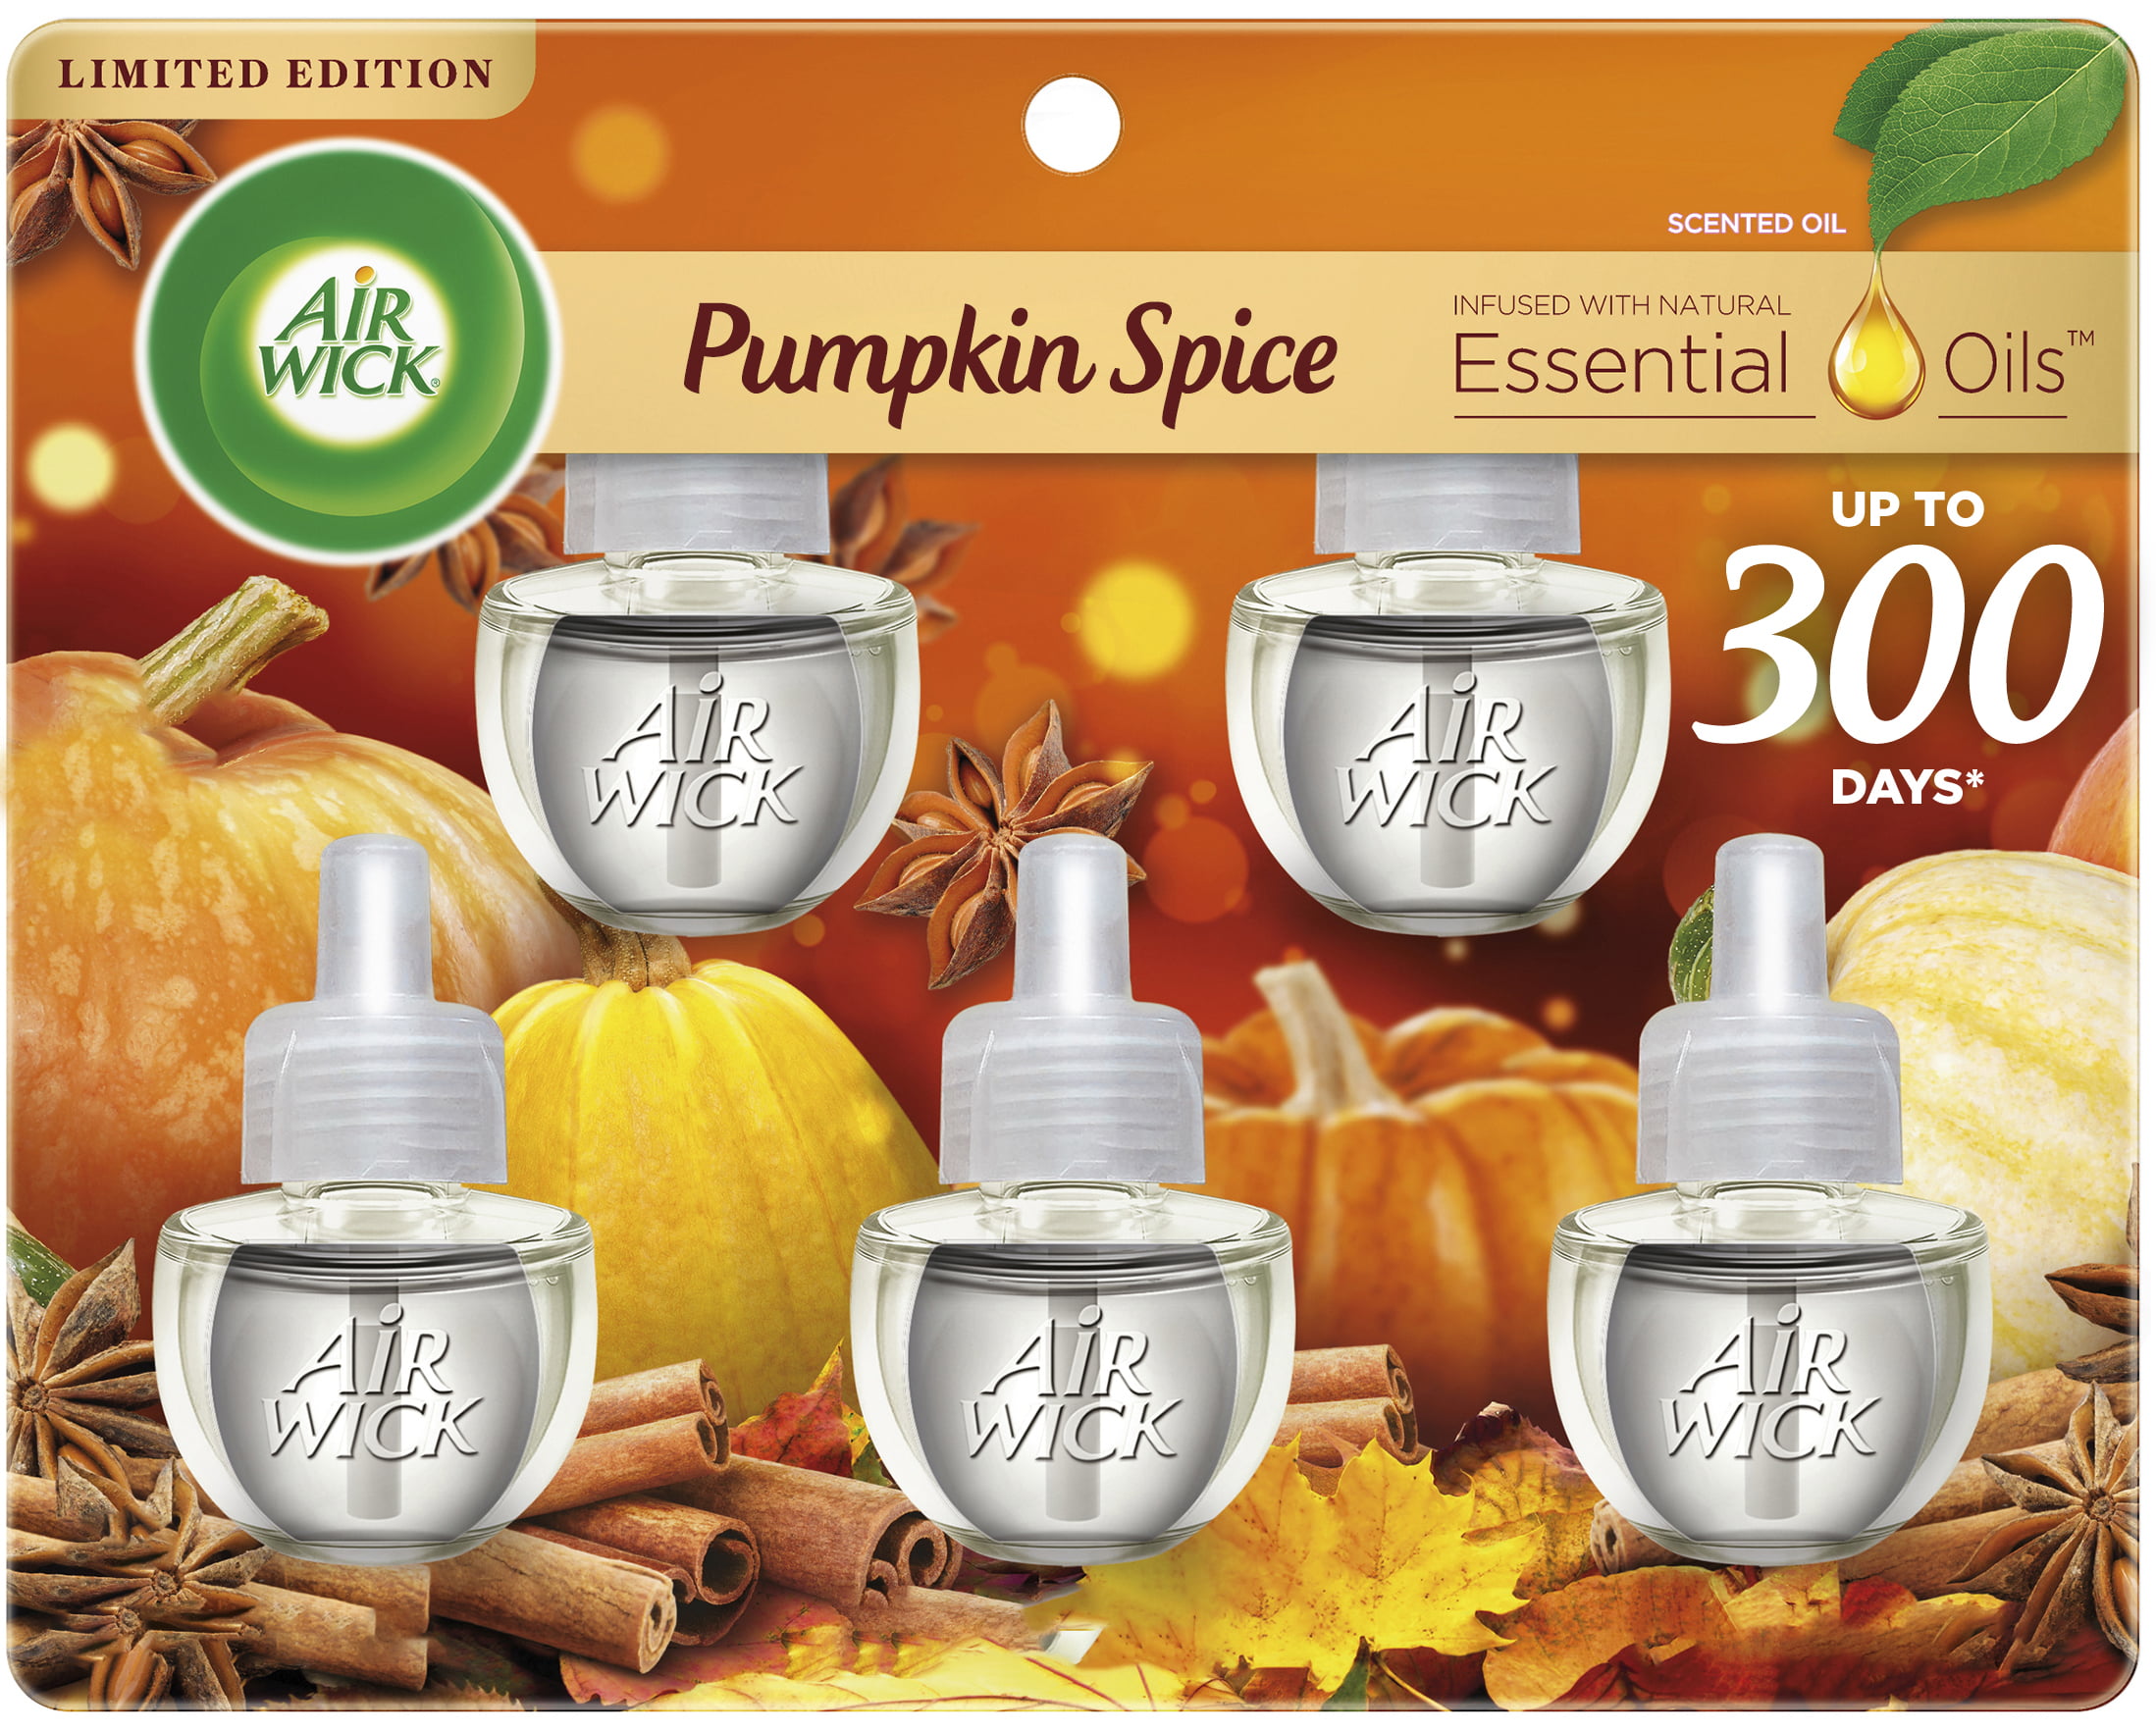 LIMITED EDITION
AIR
WICK®
Pumpkin Spice
SCENTED OIL
INFUSED WITH NATURAL
Essential Oils™
UP TO
300
DAYS*
AIR
WICK
AIR
WICK
AIR
WICK
AIR
WICK
AIR
WICK